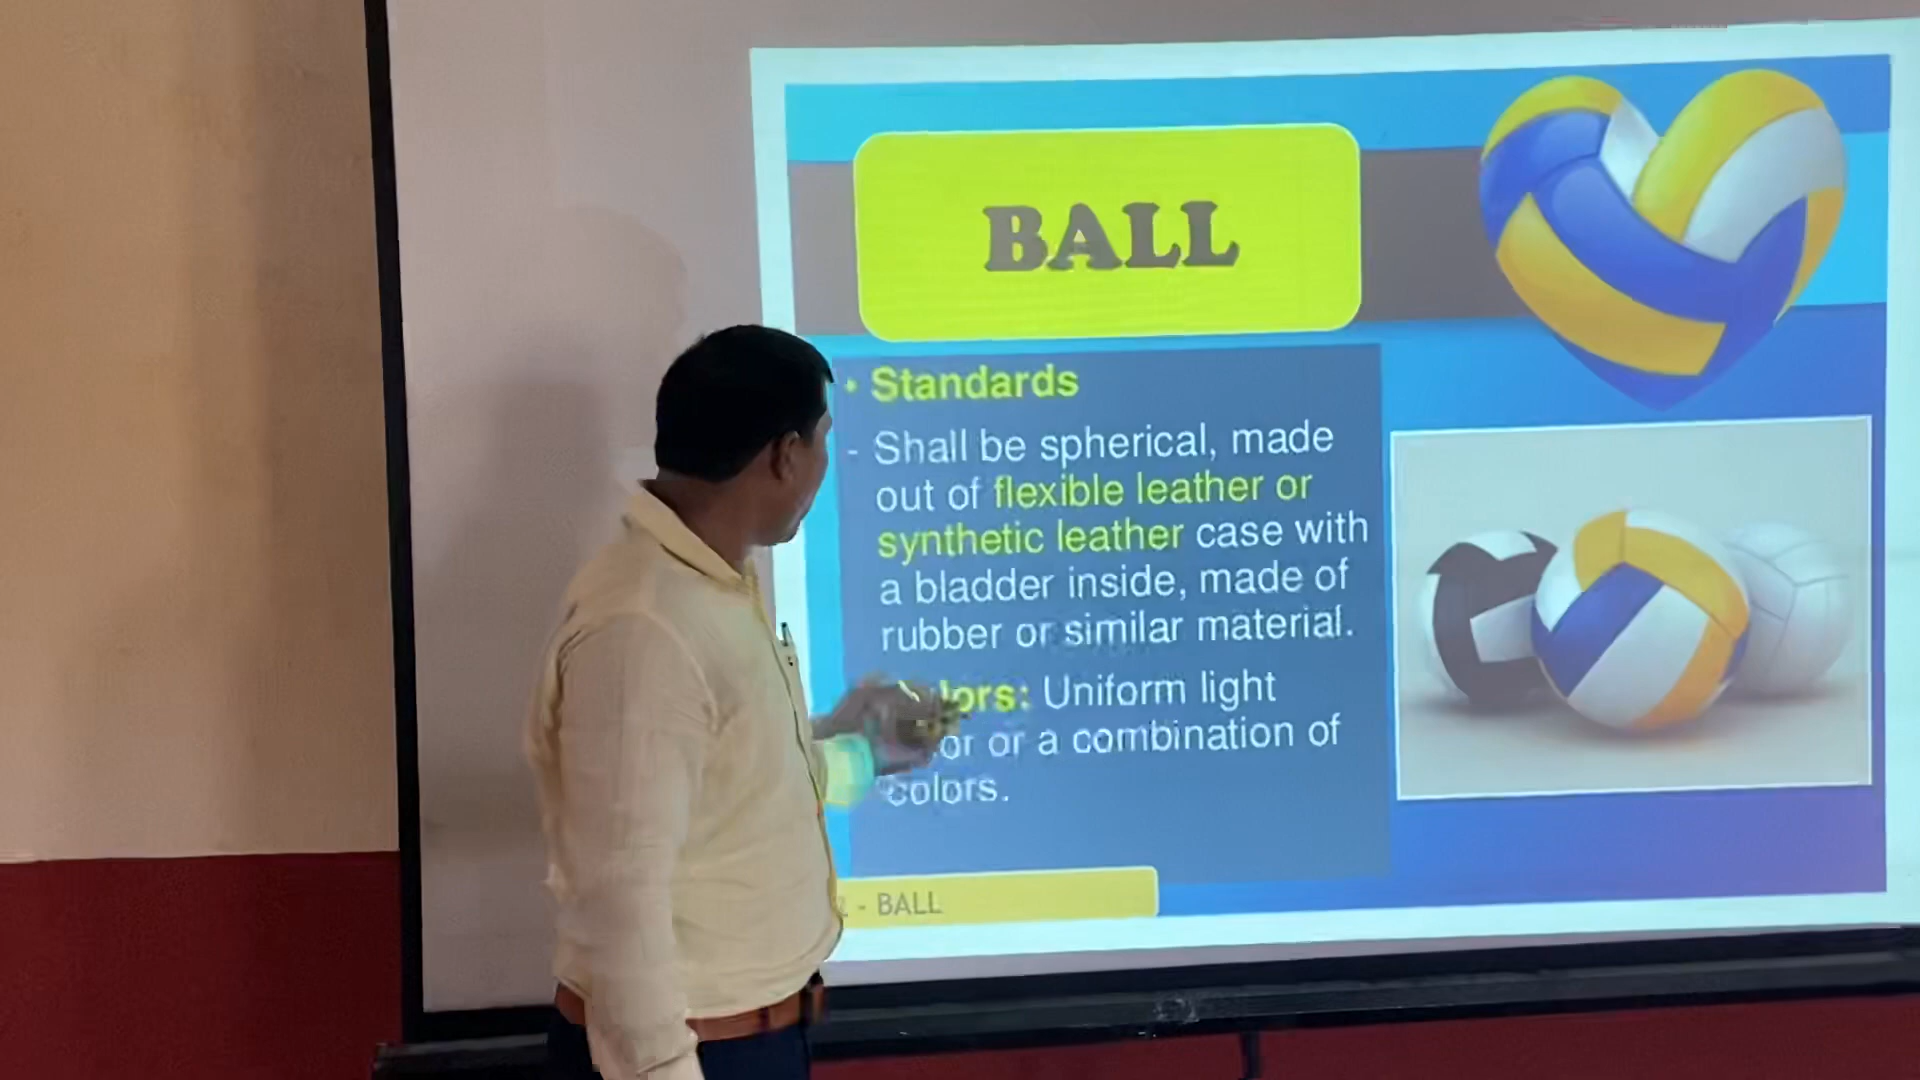 BALL
• Standards
- Shall be spherical, made
out of flexible leather or
synthetic leather case with
a bladder inside, made of
rubber or similar material.
Uniform light
or a combination of
colors.
- BALL